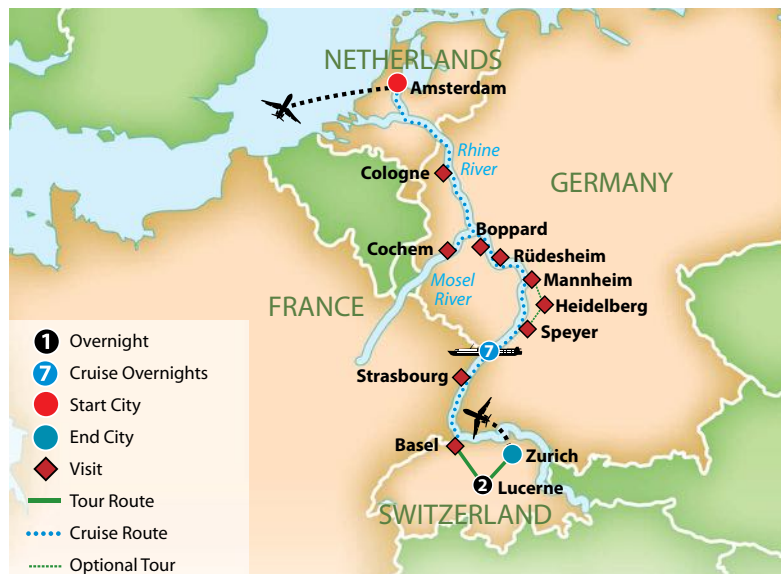 NETHERLANDS
Amsterdam
Rhine
River
Cologne
GERMANY
Boppard
Cochem
Rüdesheim
Mosel
River
Mannheim
Heidelberg
FRANCE
Speyer
7
Strasbourg
Basel
Zurich
2
Lucerne
SWITZERLAND
1 Overnight
7 Cruise Overnights
Start City
End City
Visit
Tour Route
Cruise Route
Optional Tour